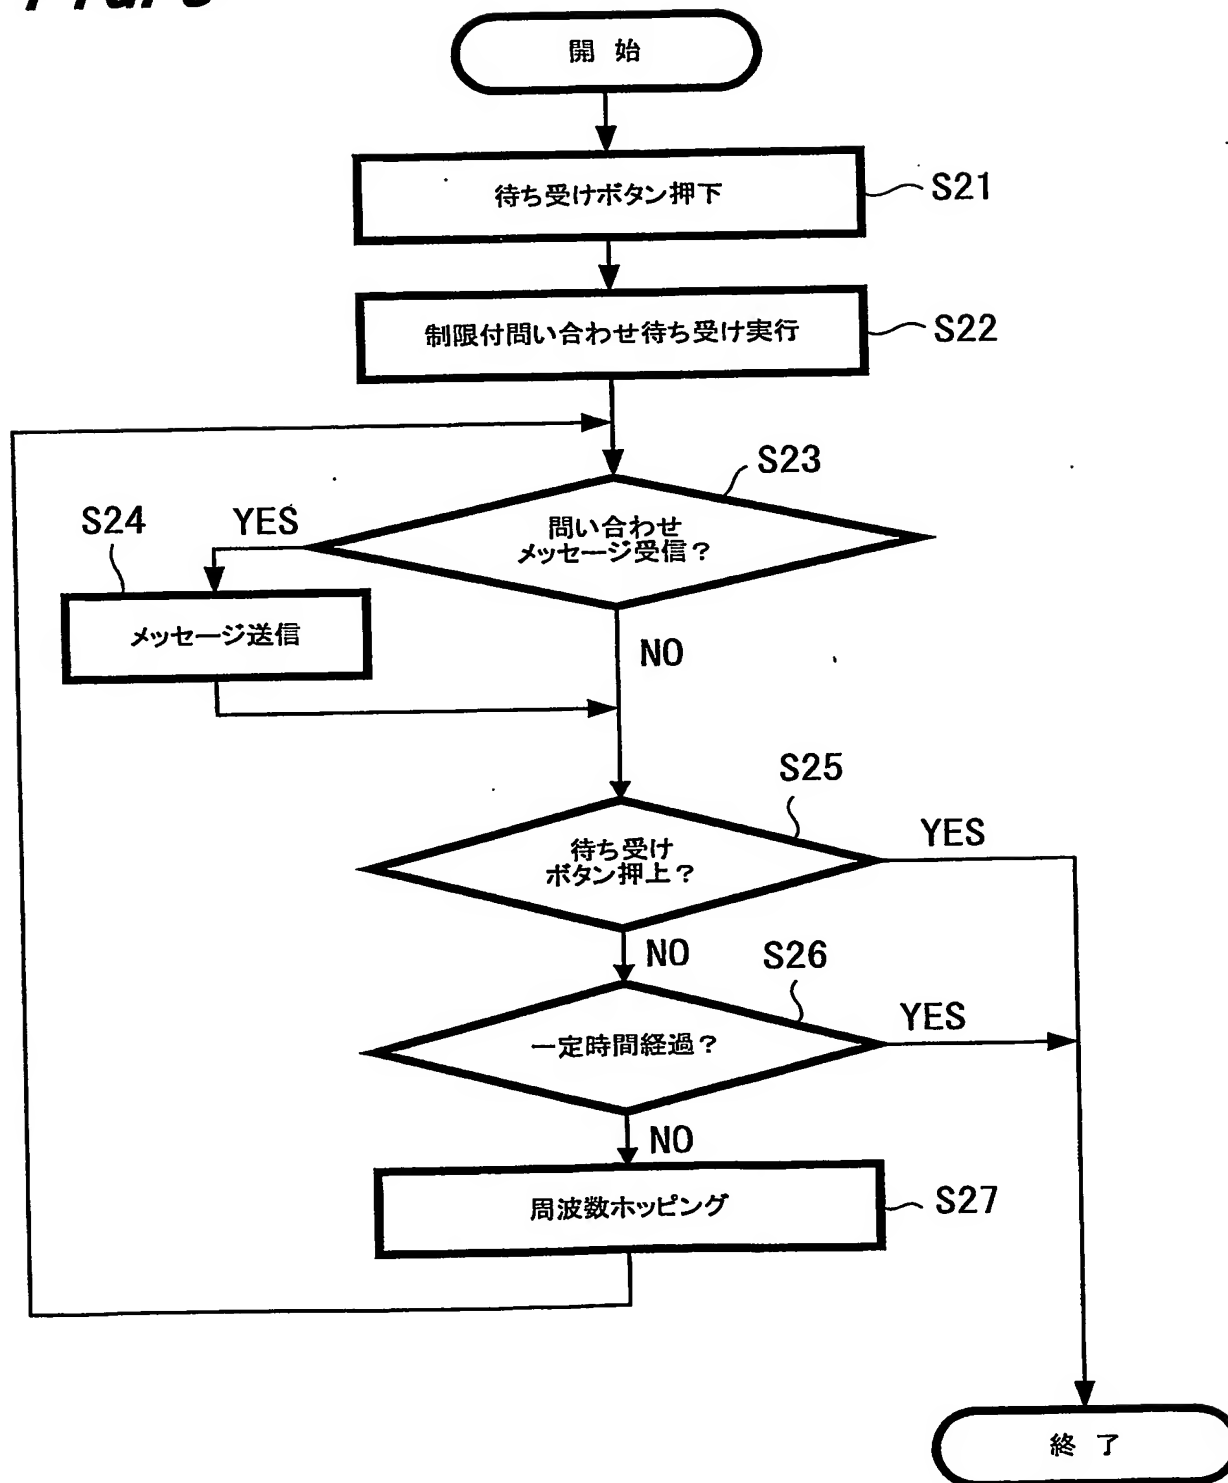 開 始
待ち受けボタン押下
S21
制限付問い合わせ待ち受け実行
S22
S23
S24
YES
問い合わせ
メッセージ受信?
メッセージ送信
NO
S25
待ち受け
ボタン押上?
YES
NO
S26
一定時間経過?
YES
NO
周波数ホッピング
S27
終 了